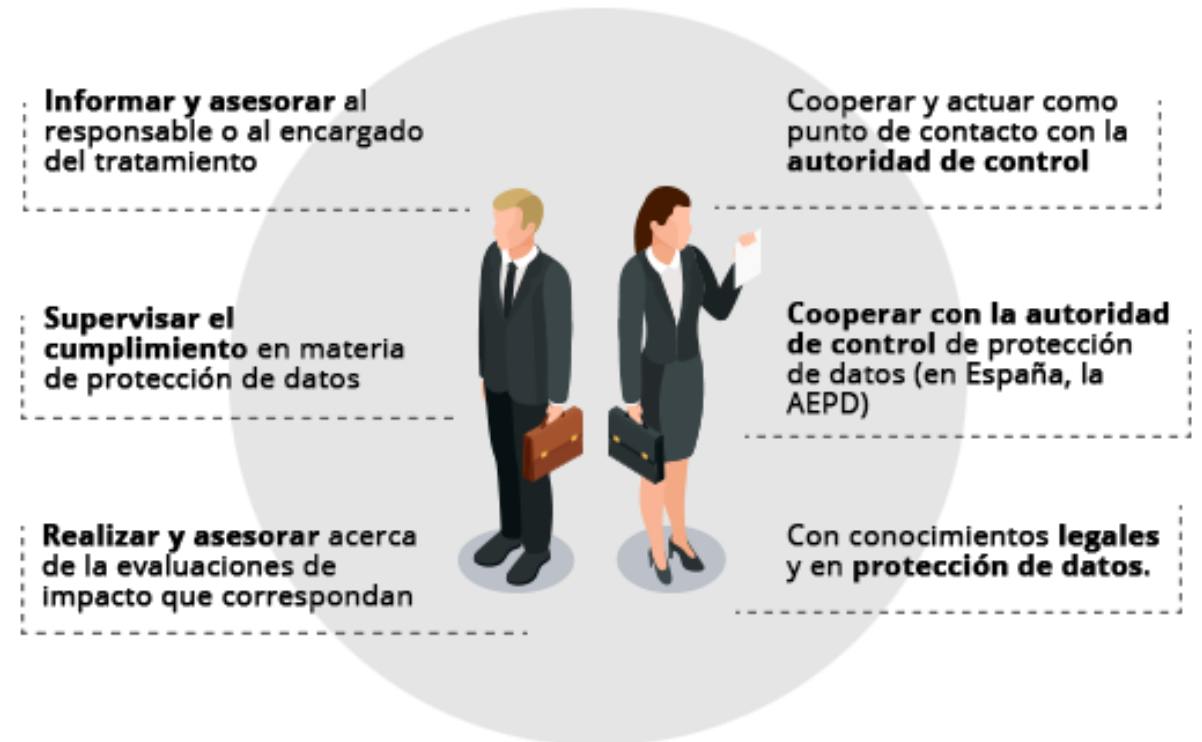 Informar y asesorar al
responsable o al encargado
del tratamiento
Supervisar el
cumplimiento en materia
de protección de datos
Realizar y asesorar acerca
de la evaluaciones de
impacto que correspondan
Cooperar y actuar como
punto de contacto con la
autoridad de control
Cooperar con la autoridad
de control de protección
de datos (en España, la
AEPD)
Con conocimientos legales
y en protección de datos.